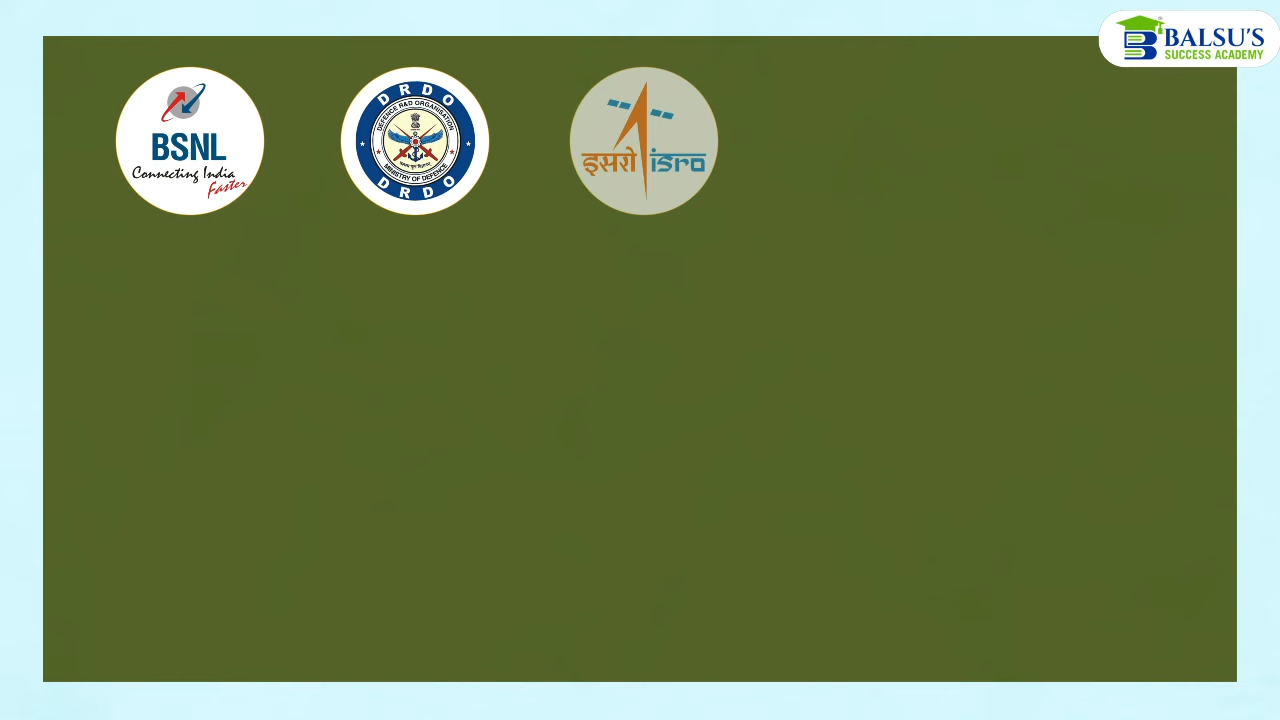 BALSU'S
SUCCESS ACADEMY
BSNL
Connecting India
Faster
DRDO
DEFENCE R&D ORGANISATION
MINISTRY OF DEFENCE
DRDO
इसरो isro